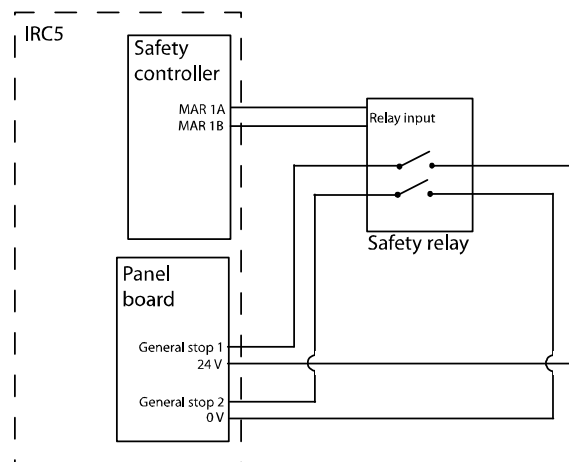 IRC5
Safety
controller
MAR 1A
MAR 1B
Relay input
Safety relay
Panel
board
General stop 1
24 V
General stop 2
0 V